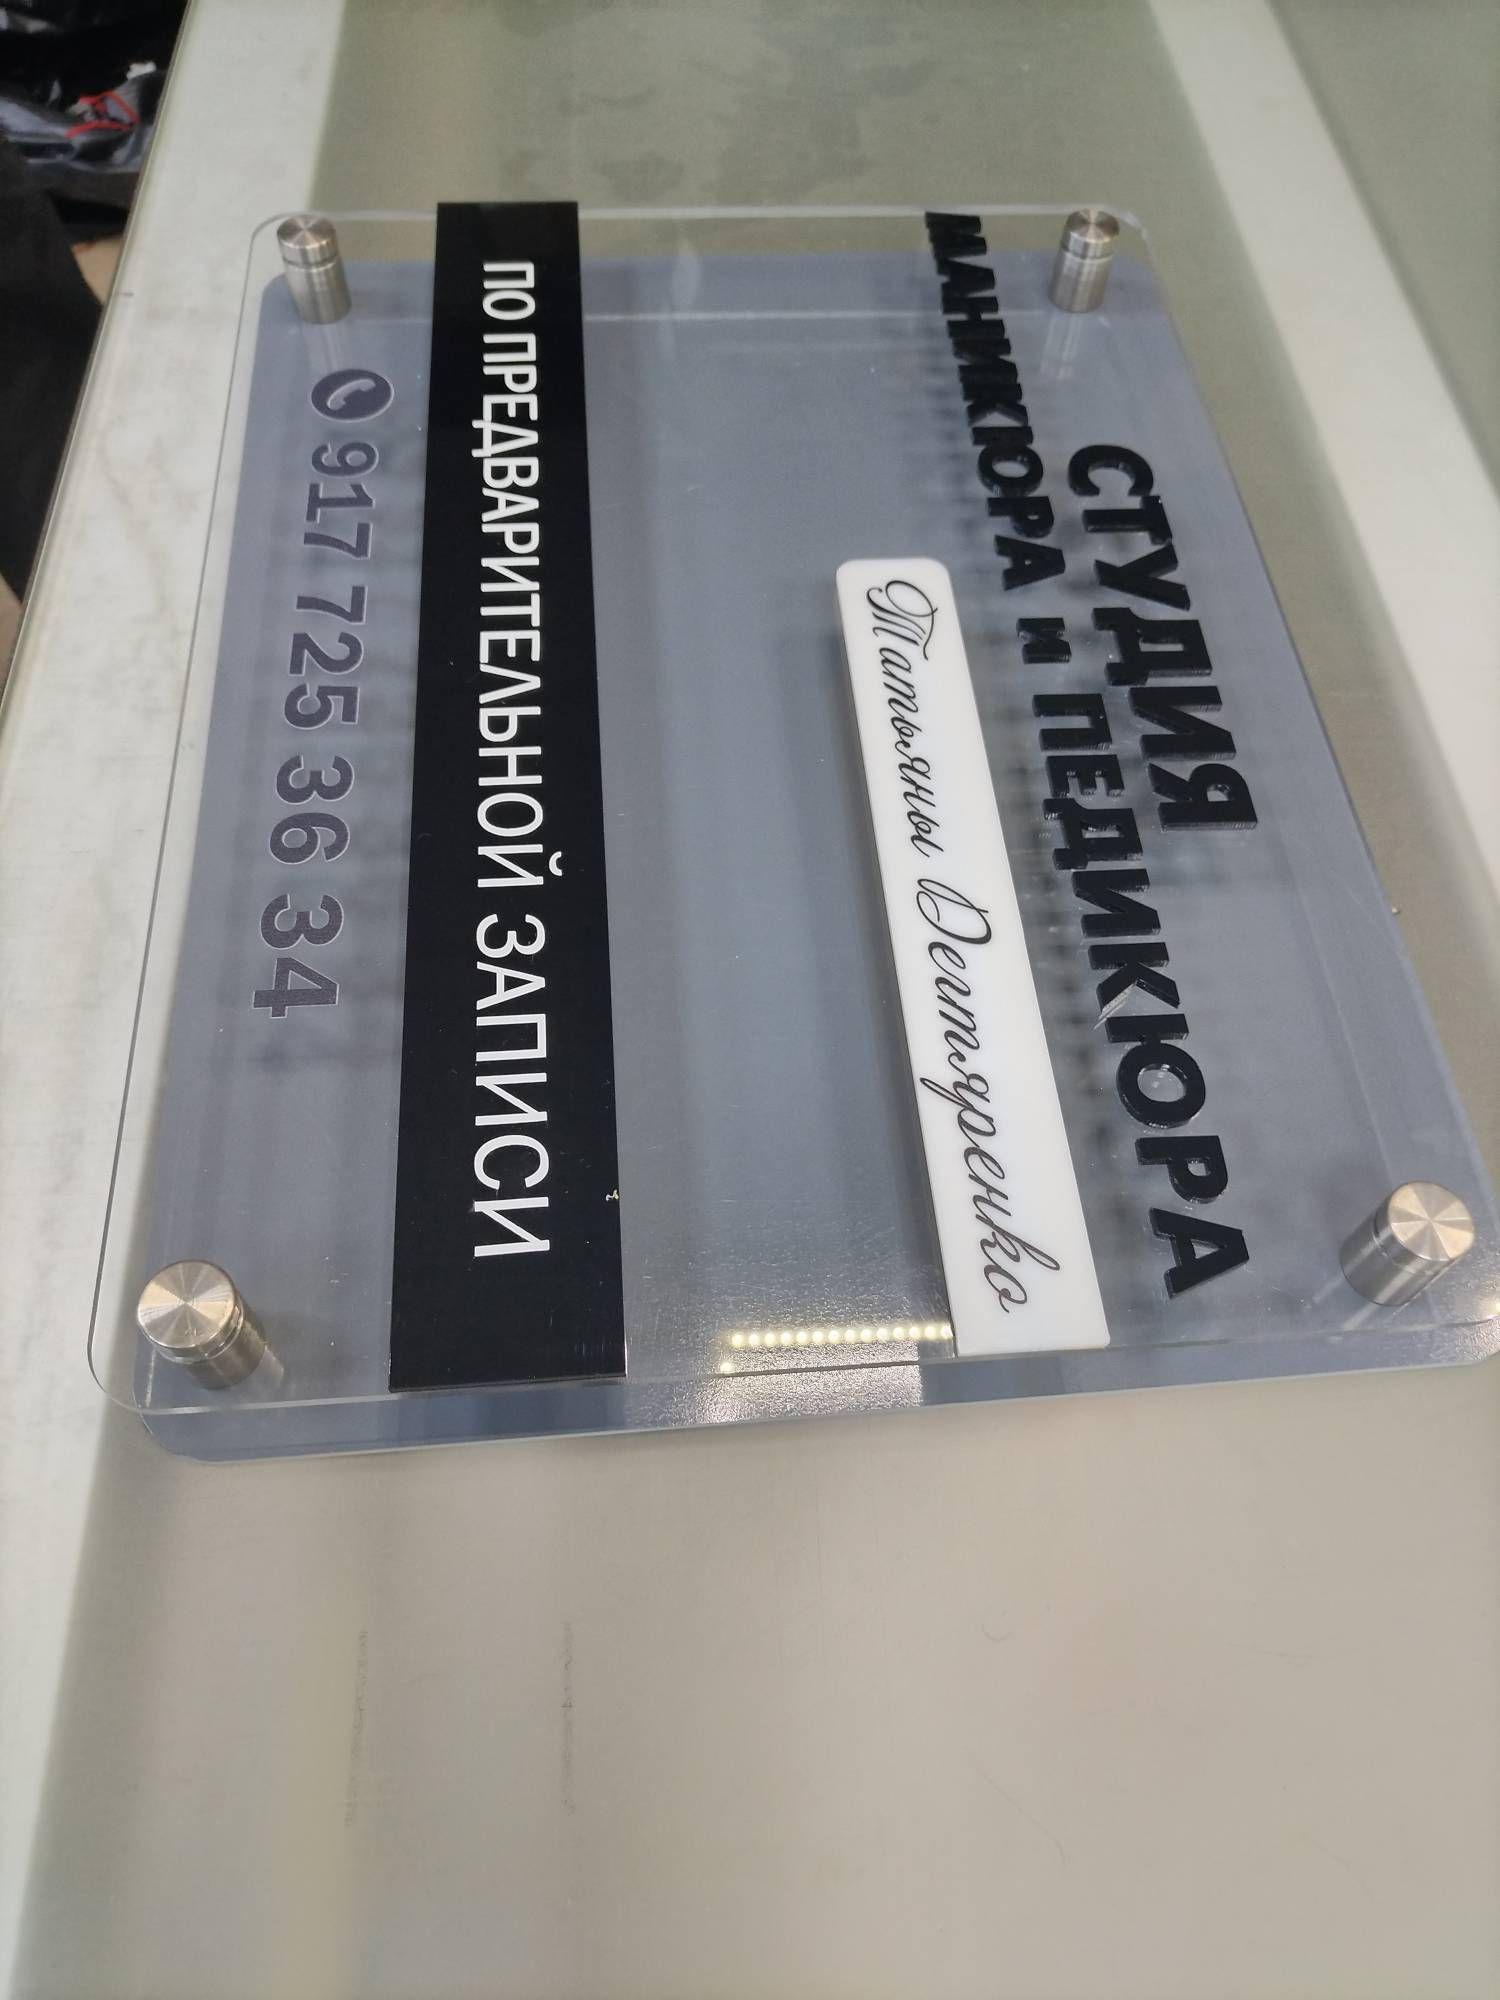 СТУДИЯ
МАНИКЮРА И ПЕДИКЮРА
Татьяны Дегтяренко
ПО ПРЕДВАРИТЕЛЬНОЙ ЗАПИСИ
917 725 36 34